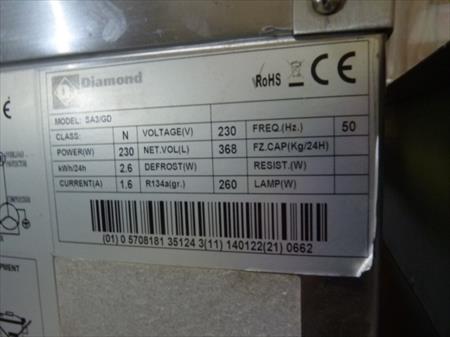 Diamond
RoHS CE
MODEL: SA3/GD
CLASS: N VOLTAGE(V) 230 FREQ.(Hz.) 50
POWER(W) 230 NET.VOL(L) 368 FZ.CAP(Kg/24H)
kWh/24h 2.6 DEFROST(W) RESIST.(W)
CURRENT(A) 1.6 R134a(gr.) 260 LAMP(W)
(01) 0 5708181 35124 3(11) 140122(21) 0662